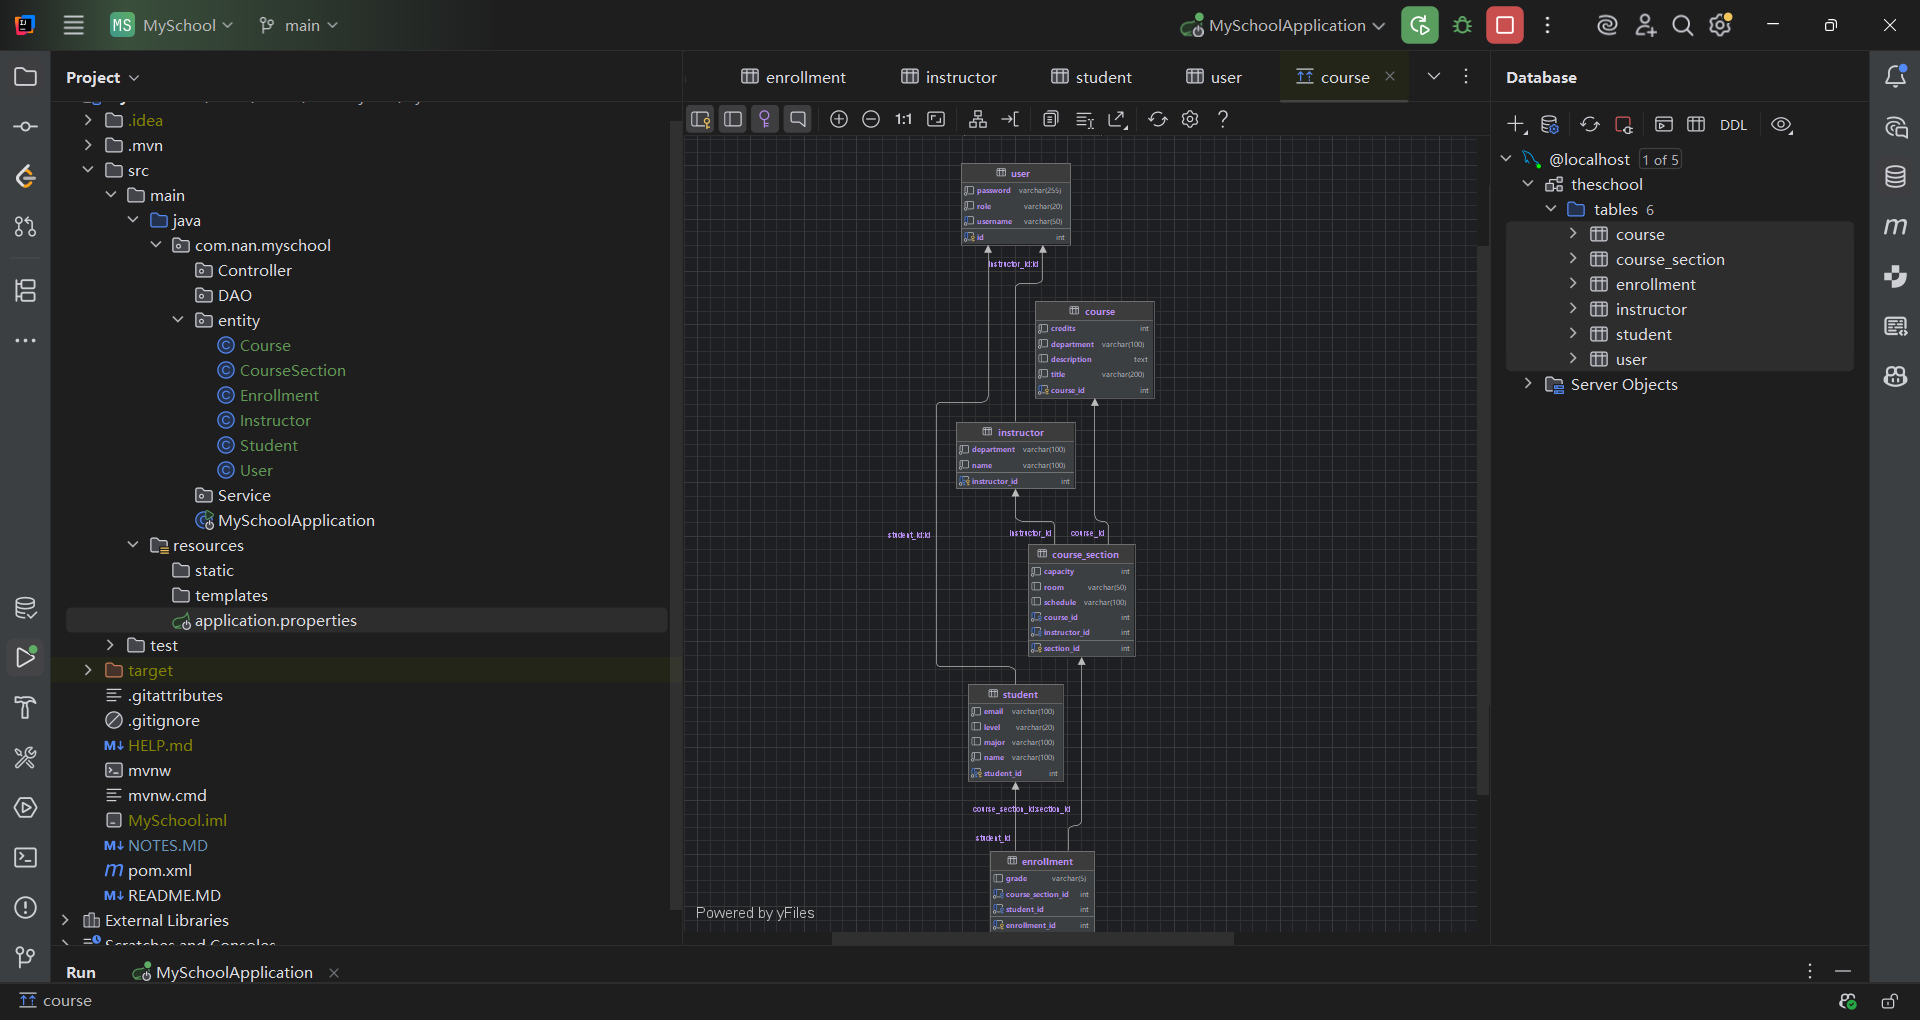 MS MySchool main MySchoolApplication
Project
enrollment instructor student user course
Database
1:1 DDL
.idea
.mvn
src
main
java
com.nan.myschool
Controller
DAO
entity
Course
CourseSection
Enrollment
Instructor
Student
User
Service
MySchoolApplication
resources
static
templates
application.properties
test
target
.gitattributes
.gitignore
HELP.md
mvnw
mvnw.cmd
MySchool.iml
NOTES.MD
pom.xml
README.MD
External Libraries
Scratches and Consoles
user
password varchar(255)
role varchar(20)
username varchar(50)
id int
instructor_id:id
course
credits int
department varchar(100)
description text
title varchar(200)
course_id int
instructor
department varchar(100)
name varchar(100)
instructor_id int
student_id:id
instructor_id
course_id
course_section
capacity int
room varchar(50)
schedule varchar(100)
course_id int
instructor_id int
section_id int
student
email varchar(100)
level varchar(20)
major varchar(100)
name varchar(100)
student_id int
course_section_id:section_id
student_id
enrollment
grade varchar(5)
course_section_id int
student_id int
enrollment_id int
Powered by yFiles
@localhost 1 of 5
theschool
tables 6
course
course_section
enrollment
instructor
student
user
Server Objects
Run MySchoolApplication
course